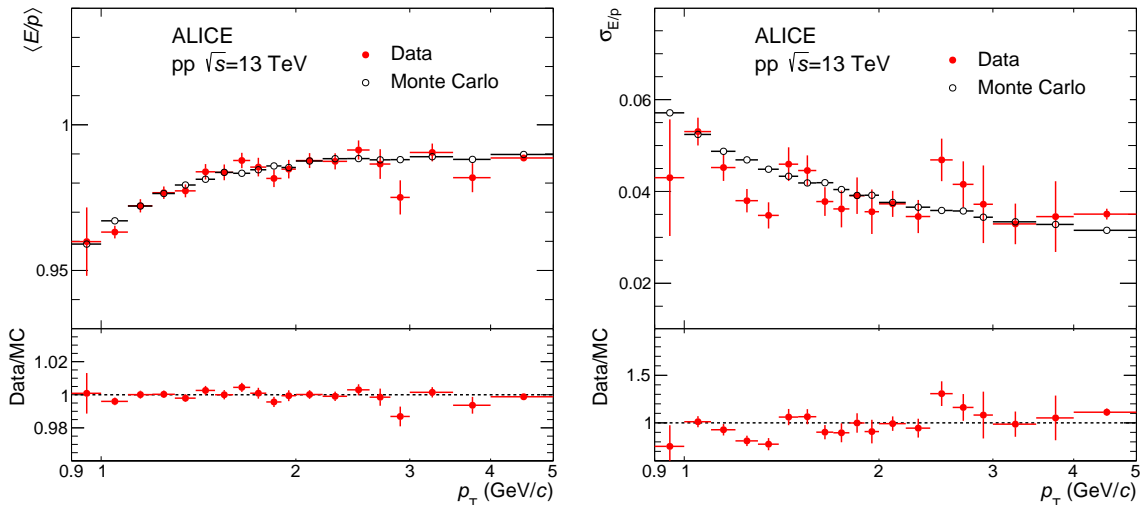 ⟨E/p⟩
ALICE
pp √s=13 TeV
Data
Monte Carlo
1
0.95
Data/MC
1.02
1
0.98
0.9 1 2 3 4 5
p_T (GeV/c)
σ_E/p
ALICE
pp √s=13 TeV
Data
Monte Carlo
0.06
0.04
0.02
Data/MC
1.5
1
0.9 1 2 3 4 5
p_T (GeV/c)